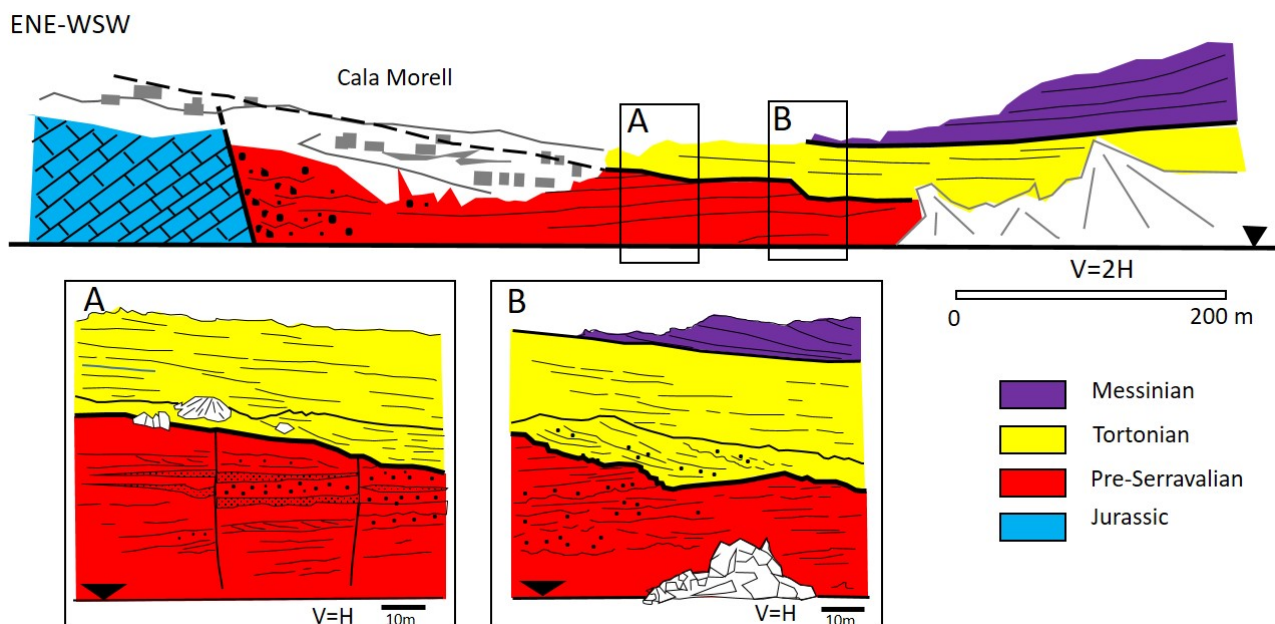 ENE-WSW
Cala Morell
A
B
V=2H
0
200 m
A
B
V=H
10m
V=H
10m
Messinian
Tortonian
Pre-Serravalian
Jurassic